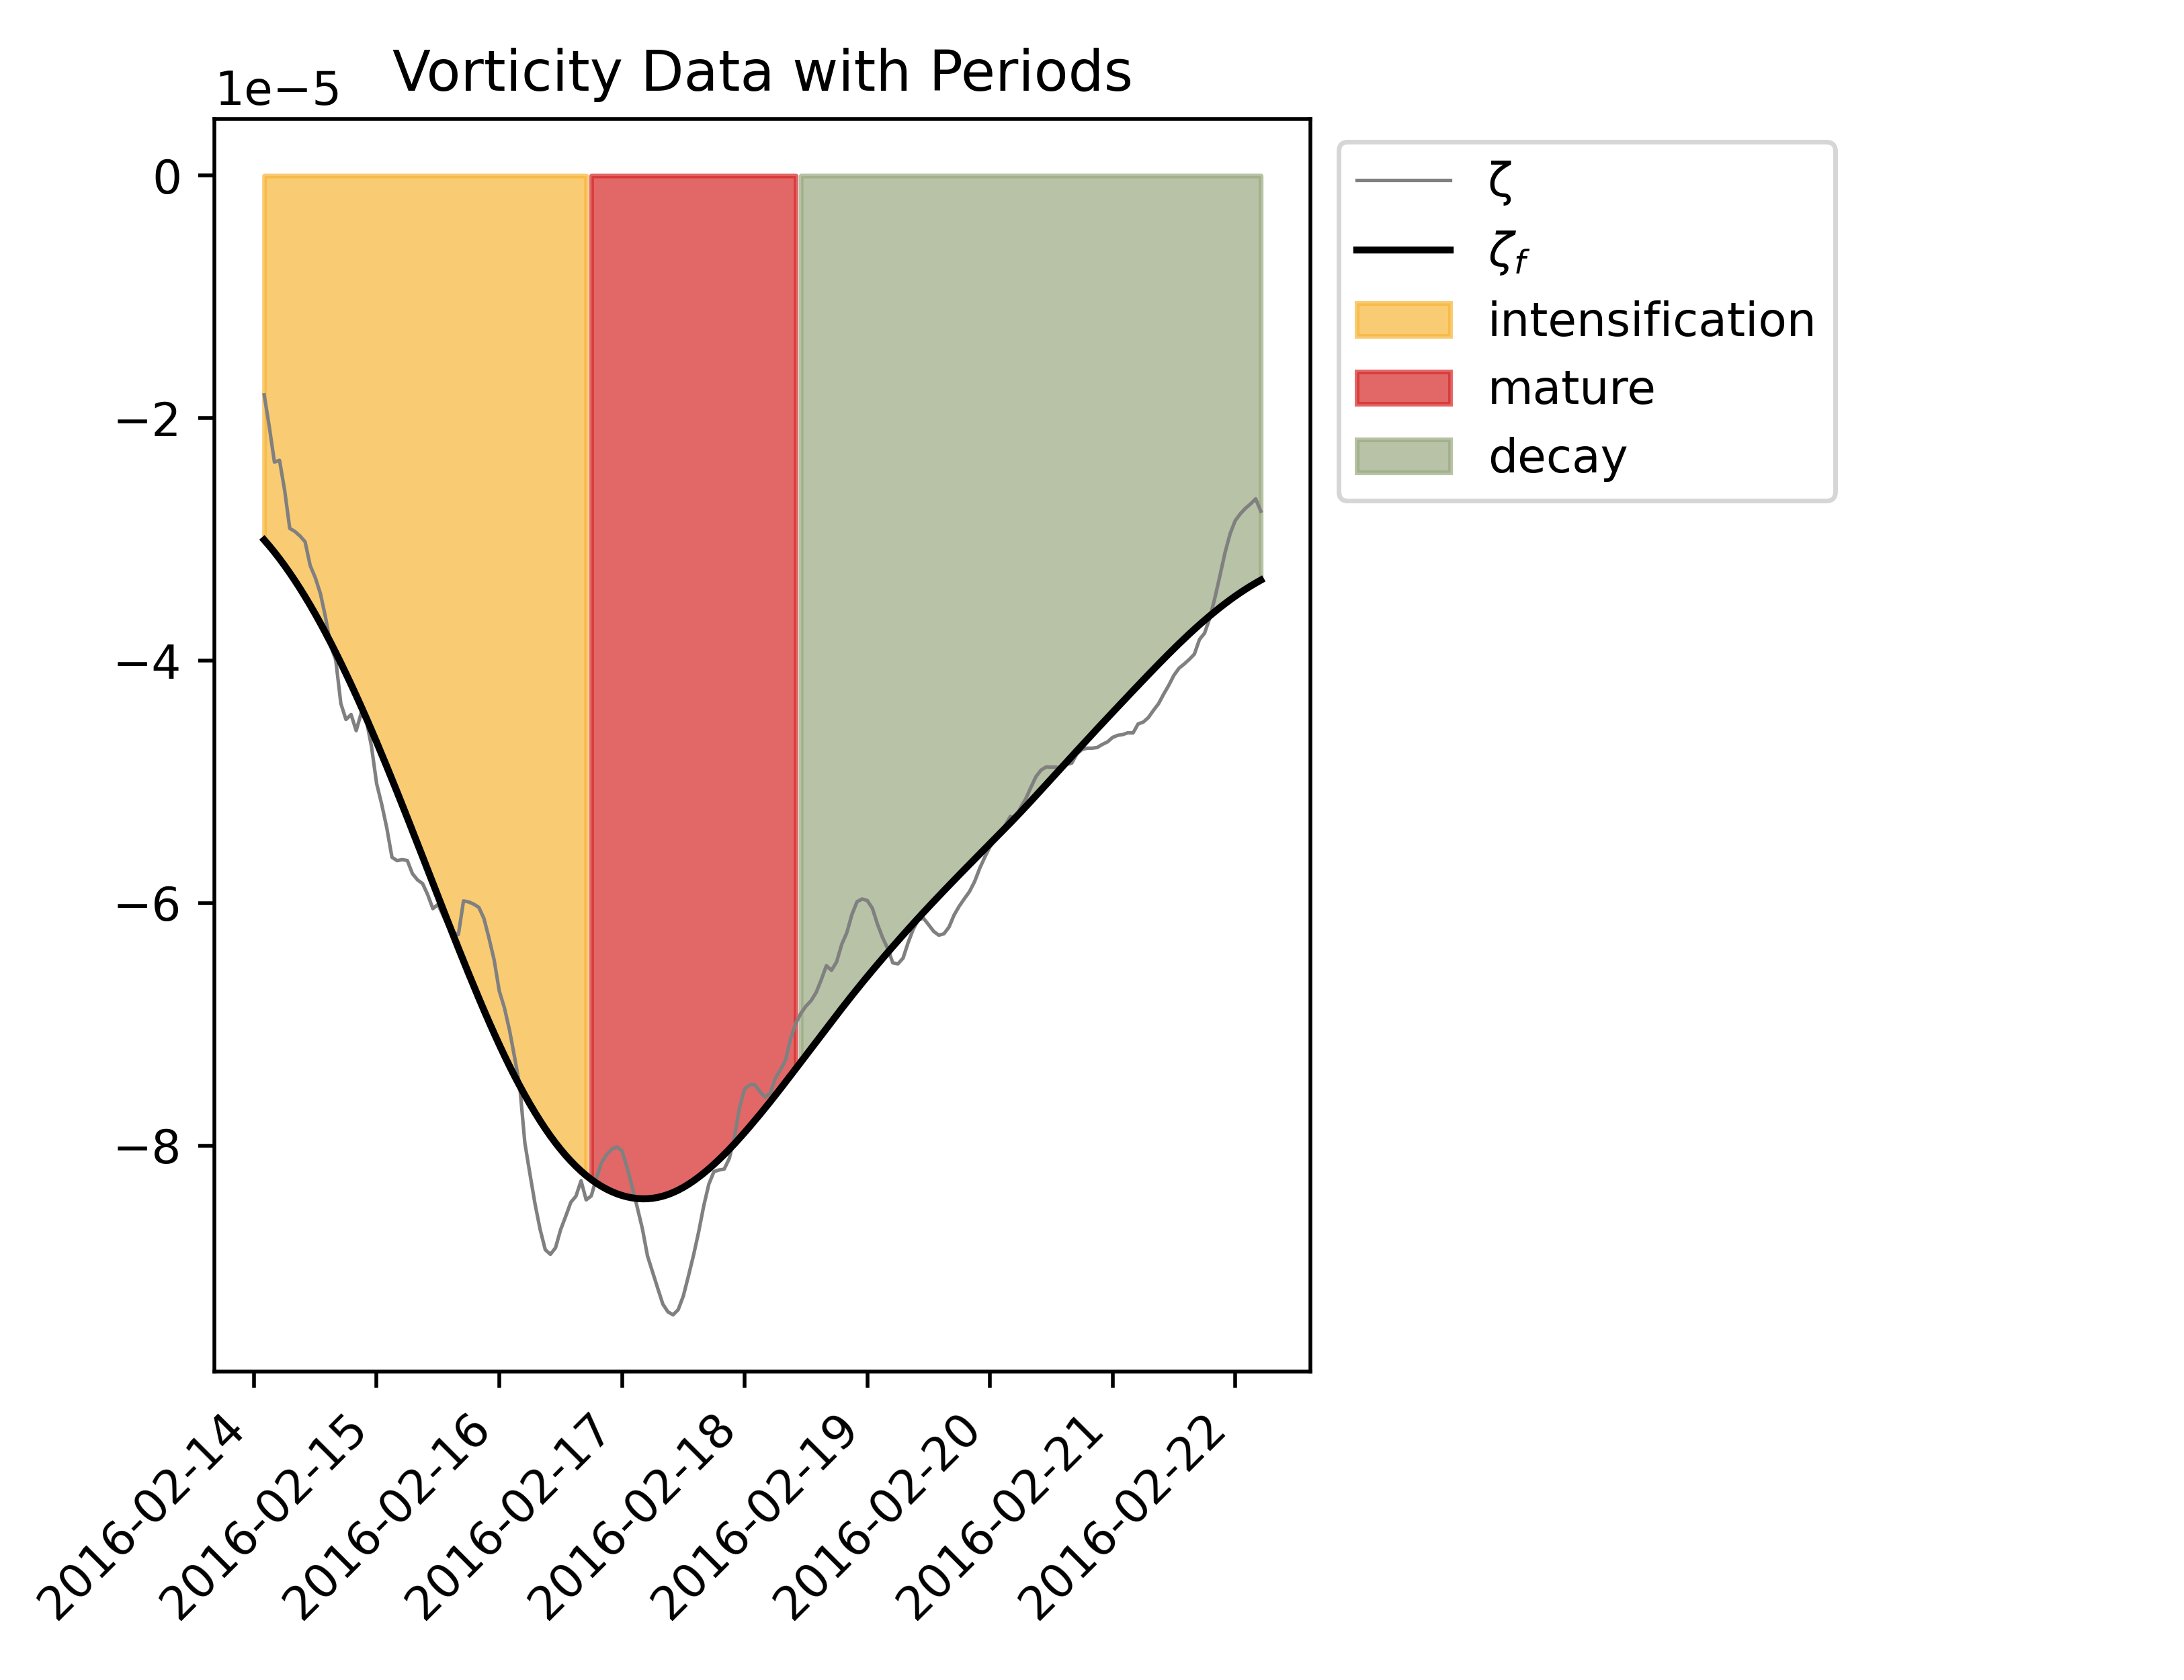 Vorticity Data with Periods
1e−5
0
−2
−4
−6
−8
2016-02-14
2016-02-15
2016-02-16
2016-02-17
2016-02-18
2016-02-19
2016-02-20
2016-02-21
2016-02-22
ζ
ζf
intensification
mature
decay